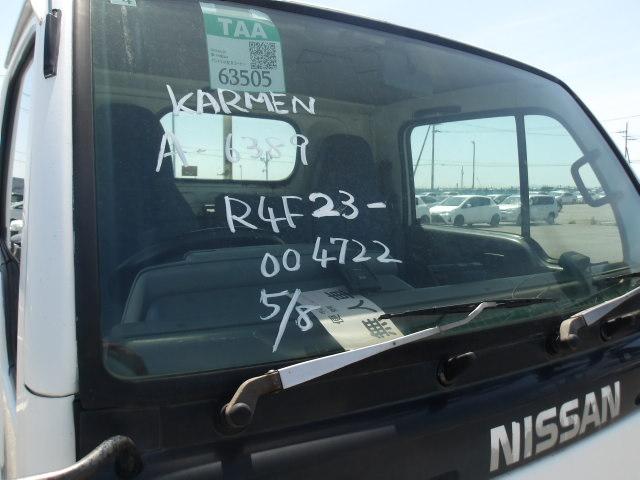 TAA
63505
KARMEN
A-6389
R4F23-
004722
5/8
NISSAN